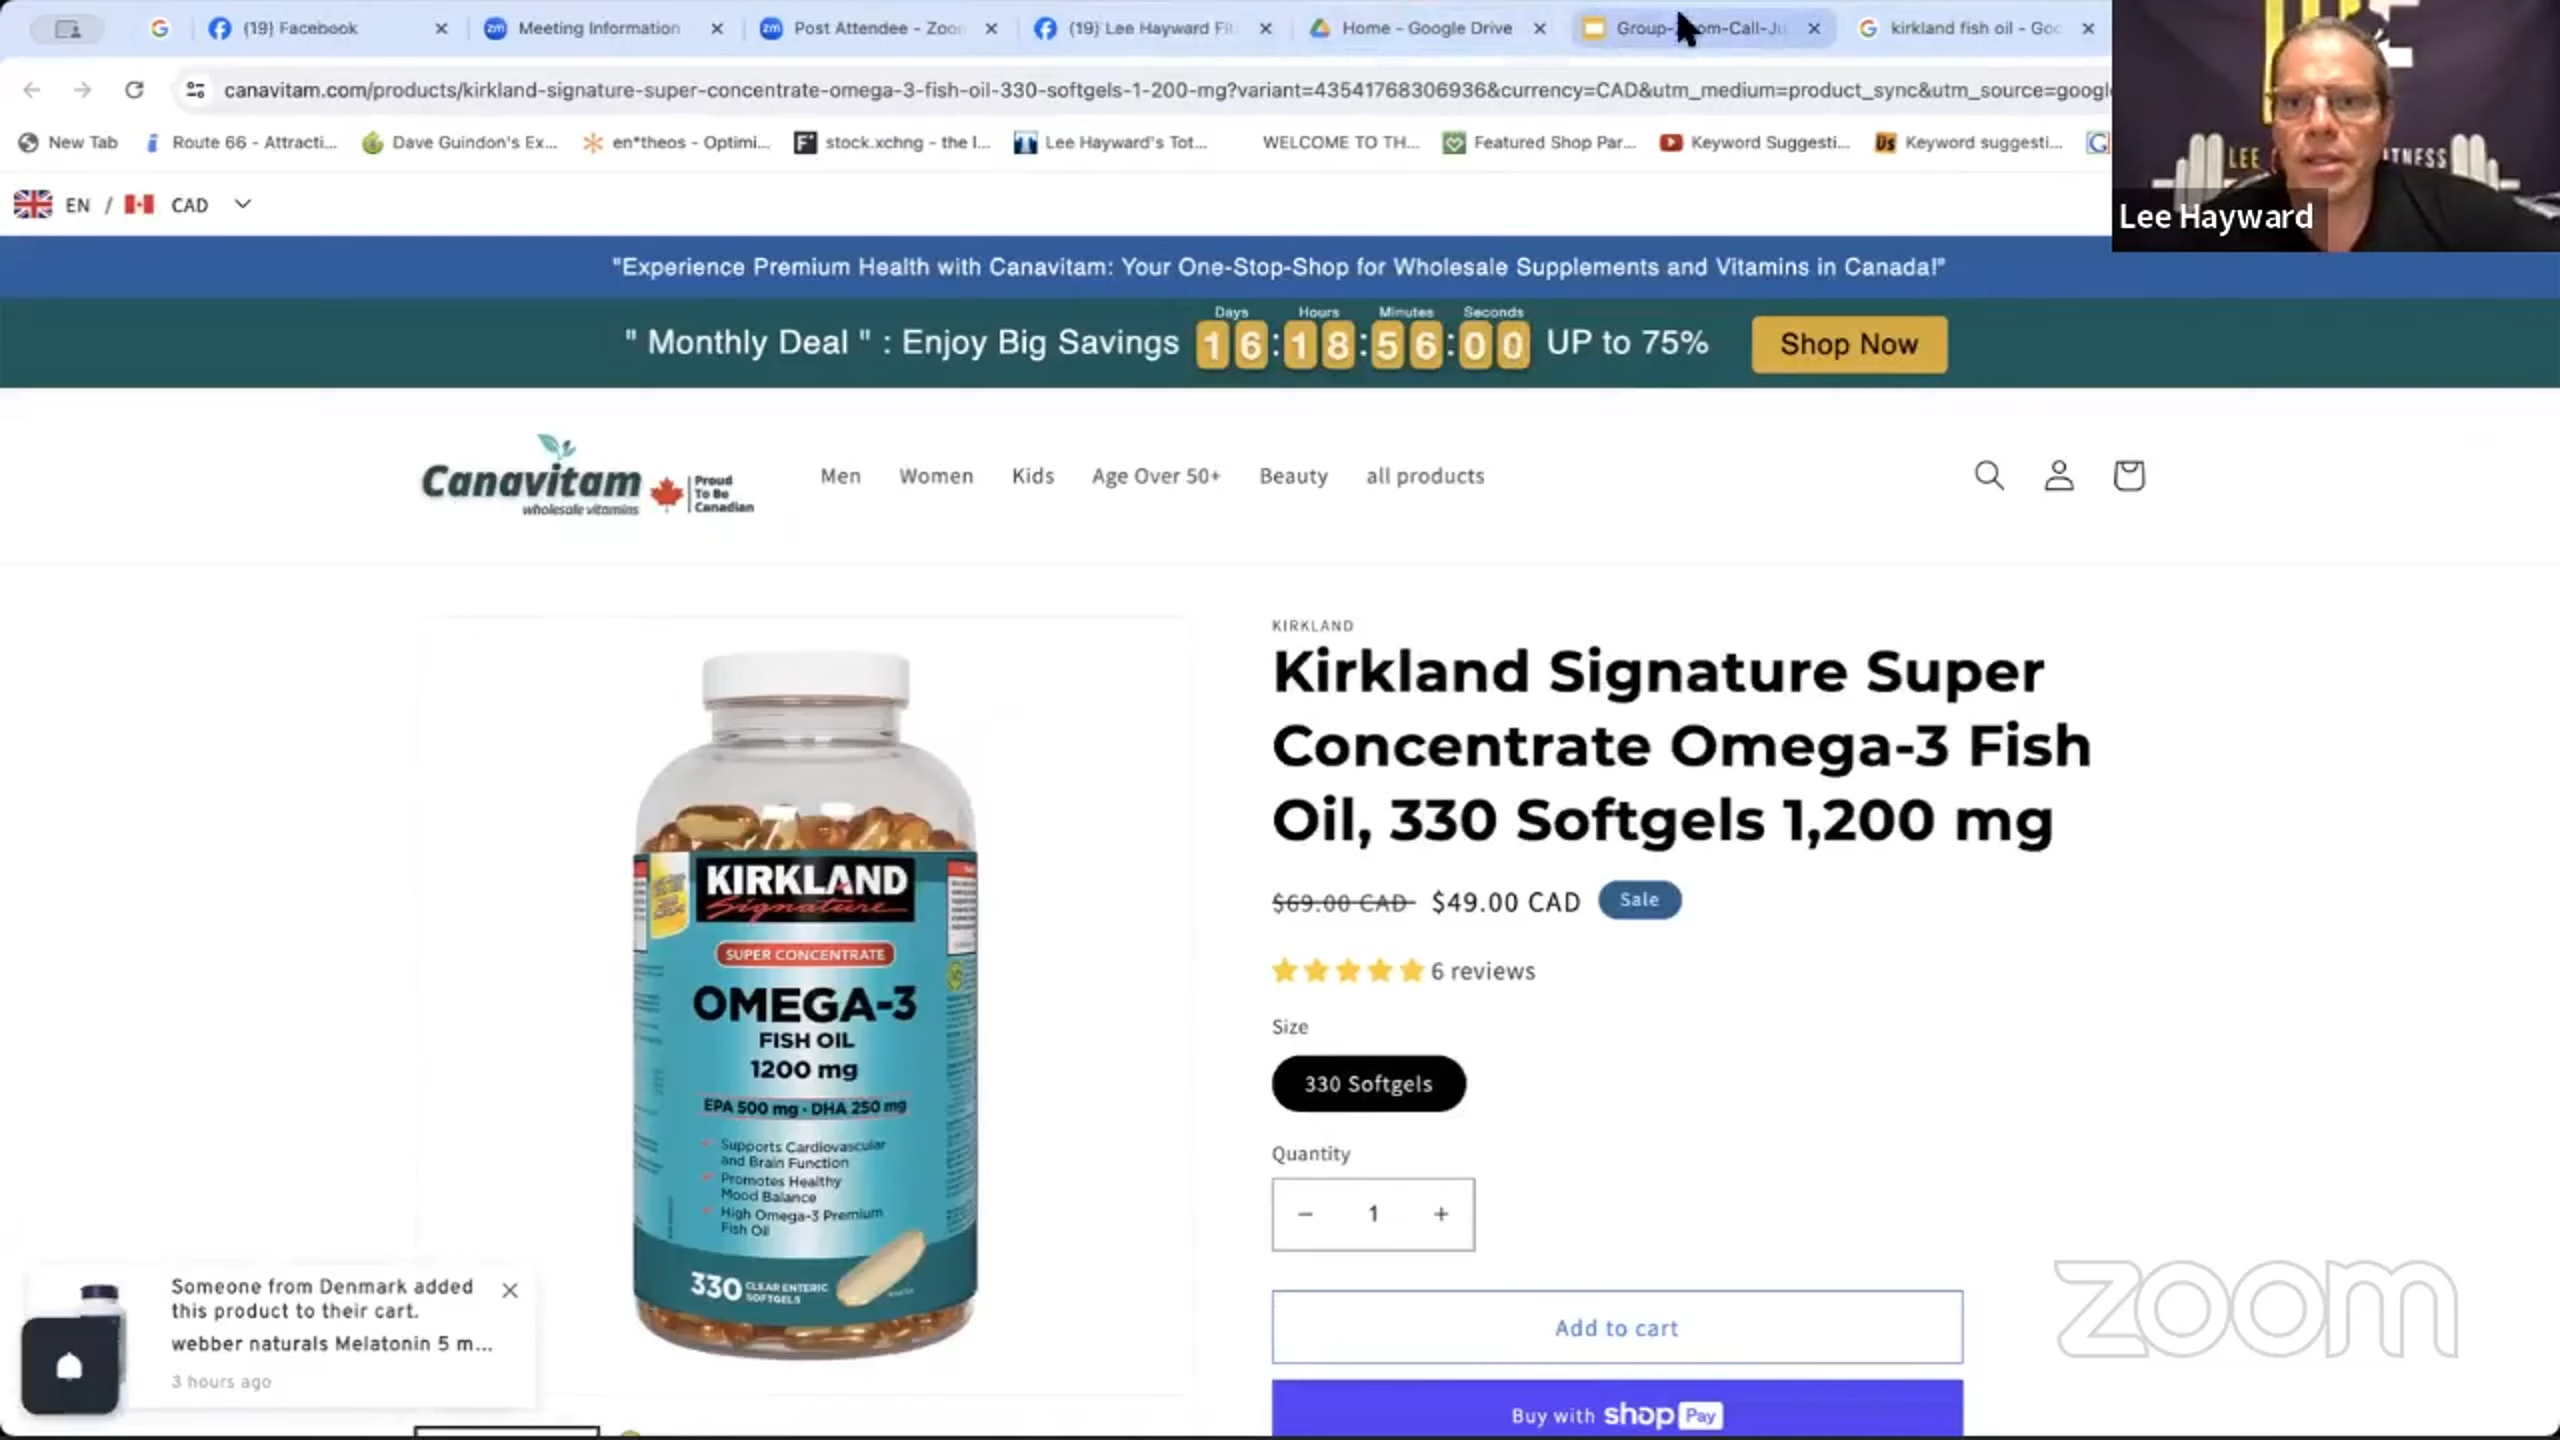 (19) Facebook
Meeting Information
Post Attendee - Zoo
(19) Lee Hayward Fi
Home - Google Drive
Group-Zoom-Call-Ju
kirkland fish oil - Goo
canavitam.com/products/kirkland-signature-super-concentrate-omega-3-fish-oil-330-softgels-1-200-mg?variant=43541768306936&currency=CAD&utm_medium=product_sync&utm_source=googl
New Tab
Route 66 - Attracti...
Dave Guindon's Ex...
en*theos - Optimi...
stock.xchng - the l...
Lee Hayward's Tot...
WELCOME TO TH...
Featured Shop Par...
Keyword Suggesti...
Keyword suggesti...
LEE
TNESS
Lee Hayward
EN / CAD
"Experience Premium Health with Canavitam: Your One-Stop-Shop for Wholesale Supplements and Vitamins in Canada!"
Days Hours Minutes Seconds
" Monthly Deal " : Enjoy Big Savings 16:18:56:00 UP to 75% Shop Now
Canavitam
wholesale vitamins
Proud
To Be
Canadian
Men Women Kids Age Over 50+ Beauty all products
KIRKLAND
Signature
SUPER CONCENTRATE
OMEGA-3
FISH OIL
1200 mg
EPA 500 mg · DHA 250 mg
Supports Cardiovascular
and Brain Function
Promotes Healthy
Mood Balance
High Omega-3 Premium
Fish Oil
330 CLEAR ENTERIC
SOFTGELS
KIRKLAND
Kirkland Signature Super
Concentrate Omega-3 Fish
Oil, 330 Softgels 1,200 mg
$69.00 CAD $49.00 CAD Sale
6 reviews
Size
330 Softgels
Quantity
− 1 +
Add to cart
Buy with shop Pay
Someone from Denmark added
this product to their cart.
webber naturals Melatonin 5 m...
3 hours ago
zoom